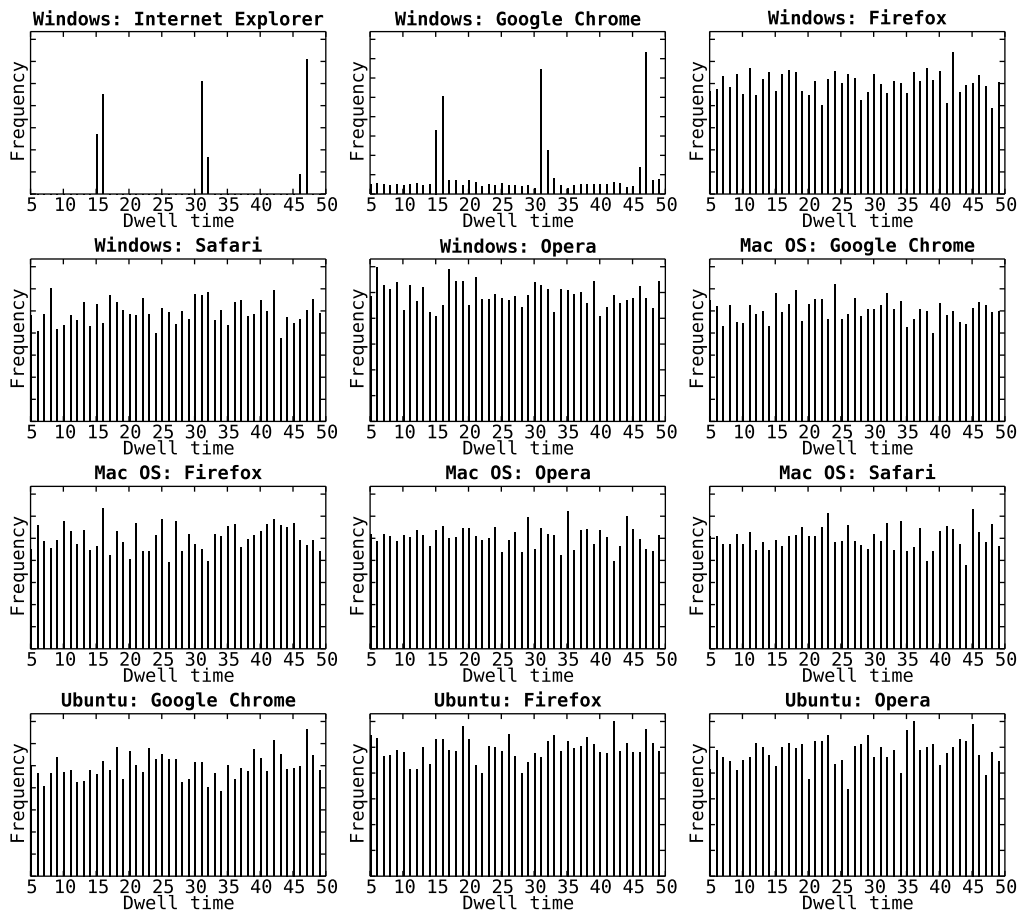 Windows: Internet Explorer
Frequency
5 10 15 20 25 30 35 40 45 50
Dwell time
Windows: Google Chrome
Frequency
5 10 15 20 25 30 35 40 45 50
Dwell time
Windows: Firefox
Frequency
5 10 15 20 25 30 35 40 45 50
Dwell time
Windows: Safari
Frequency
5 10 15 20 25 30 35 40 45 50
Dwell time
Windows: Opera
Frequency
5 10 15 20 25 30 35 40 45 50
Dwell time
Mac OS: Google Chrome
Frequency
5 10 15 20 25 30 35 40 45 50
Dwell time
Mac OS: Firefox
Frequency
5 10 15 20 25 30 35 40 45 50
Dwell time
Mac OS: Opera
Frequency
5 10 15 20 25 30 35 40 45 50
Dwell time
Mac OS: Safari
Frequency
5 10 15 20 25 30 35 40 45 50
Dwell time
Ubuntu: Google Chrome
Frequency
5 10 15 20 25 30 35 40 45 50
Dwell time
Ubuntu: Firefox
Frequency
5 10 15 20 25 30 35 40 45 50
Dwell time
Ubuntu: Opera
Frequency
5 10 15 20 25 30 35 40 45 50
Dwell time